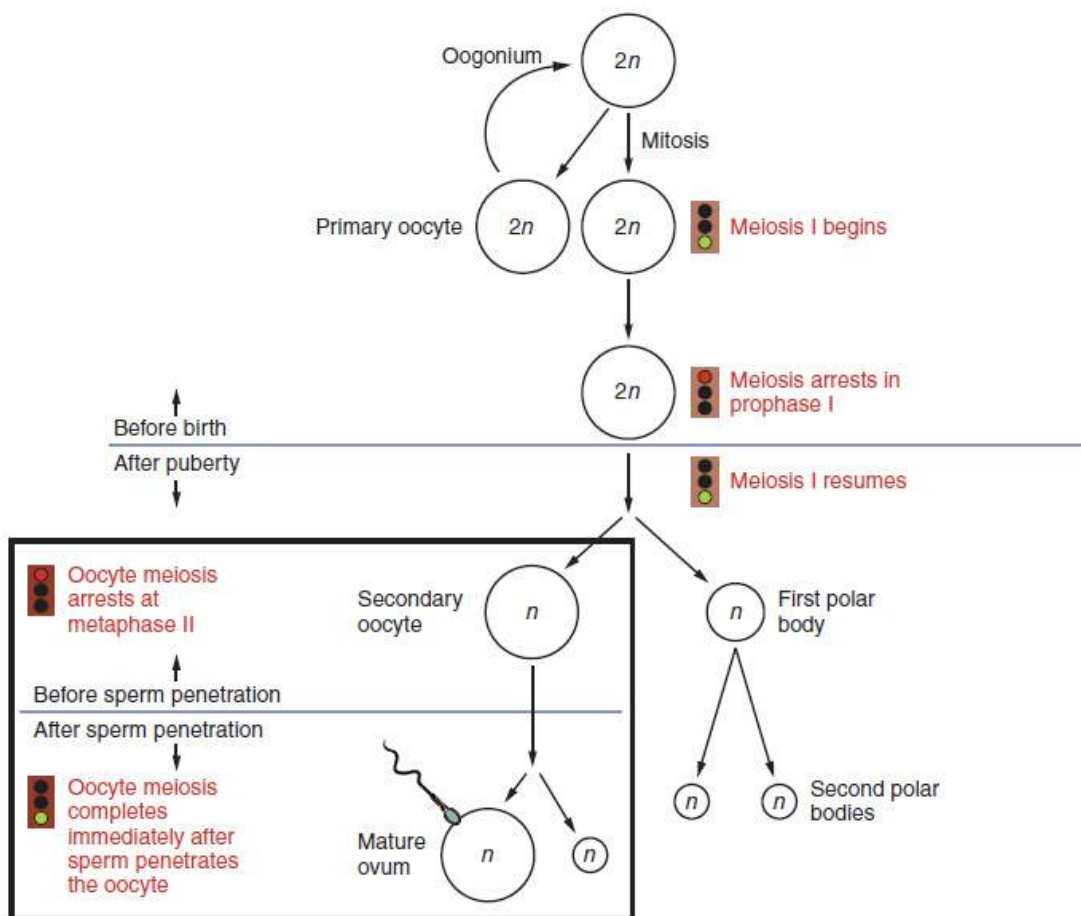 Oogonium
2n
Mitosis
Primary oocyte
2n
2n
Meiosis I begins
2n
Meiosis arrests in
prophase I
Before birth
After puberty
Meiosis I resumes
Oocyte meiosis
arrests at
metaphase II
Secondary
oocyte
n
n
First polar
body
Before sperm penetration
After sperm penetration
Oocyte meiosis
completes
immediately after
sperm penetrates
the oocyte
Mature
ovum
n
n
n
n
Second polar
bodies